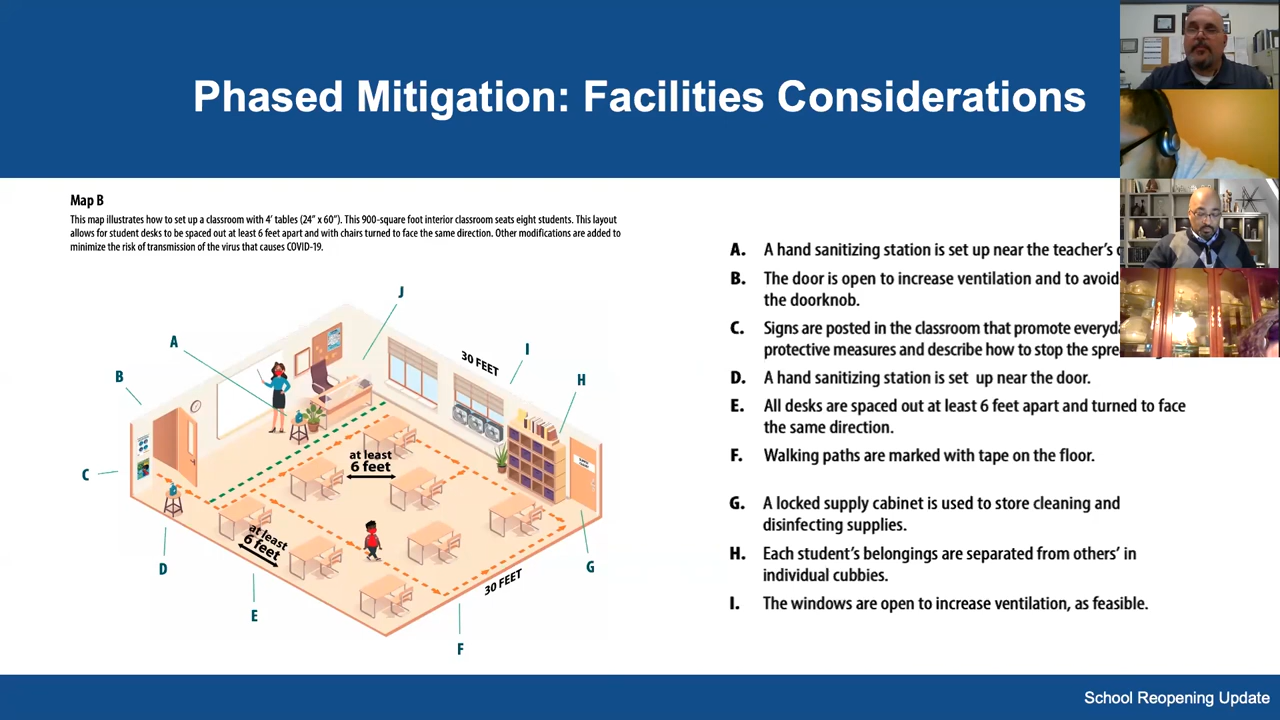 Phased Mitigation: Facilities Considerations
Map B
This map illustrates how to set up a classroom with 4' tables (24" x 60"). This 900-square foot interior classroom seats eight students. This layout
allows for student desks to be spaced out at least 6 feet apart and with chairs turned to face the same direction. Other modifications are added to
minimize the risk of transmission of the virus that causes COVID-19.
J
A
I
30 FEET
B
H
at least
6 feet
C
at least
6 feet
D
G
30 FEET
E
F
A. A hand sanitizing station is set up near the teacher's
B. The door is open to increase ventilation and to avoid
the doorknob.
C. Signs are posted in the classroom that promote
protective measures and describe how to stop the
D. A hand sanitizing station is set up near the door.
E. All desks are spaced out at least 6 feet apart and turned to face
the same direction.
F. Walking paths are marked with tape on the floor.
G. A locked supply cabinet is used to store cleaning and
disinfecting supplies.
H. Each student's belongings are separated from others' in
individual cubbies.
I. The windows are open to increase ventilation, as feasible.
School Reopening Update